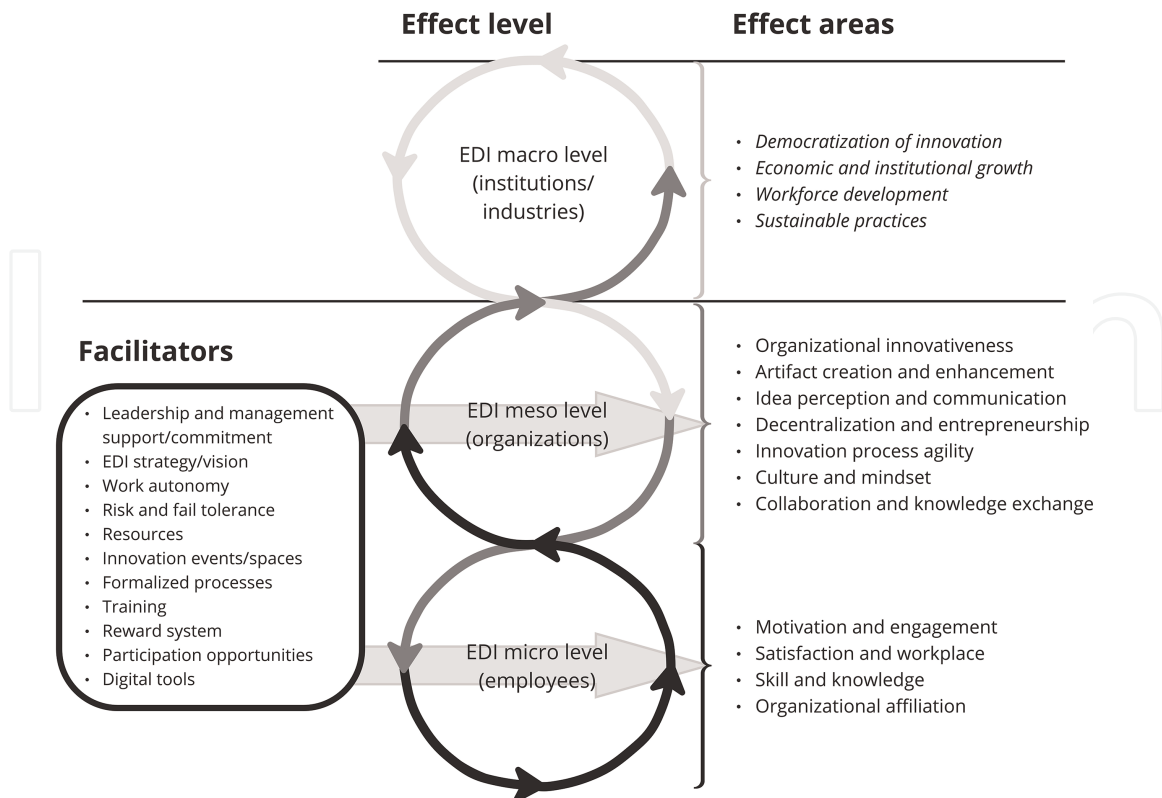 Effect level
Effect areas
EDI macro level
(institutions/
industries)
• Democratization of innovation
• Economic and institutional growth
• Workforce development
• Sustainable practices
Facilitators
• Leadership and management
support/commitment
• EDI strategy/vision
• Work autonomy
• Risk and fail tolerance
• Resources
• Innovation events/spaces
• Formalized processes
• Training
• Reward system
• Participation opportunities
• Digital tools
EDI meso level
(organizations)
• Organizational innovativeness
• Artifact creation and enhancement
• Idea perception and communication
• Decentralization and entrepreneurship
• Innovation process agility
• Culture and mindset
• Collaboration and knowledge exchange
EDI micro level
(employees)
• Motivation and engagement
• Satisfaction and workplace
• Skill and knowledge
• Organizational affiliation